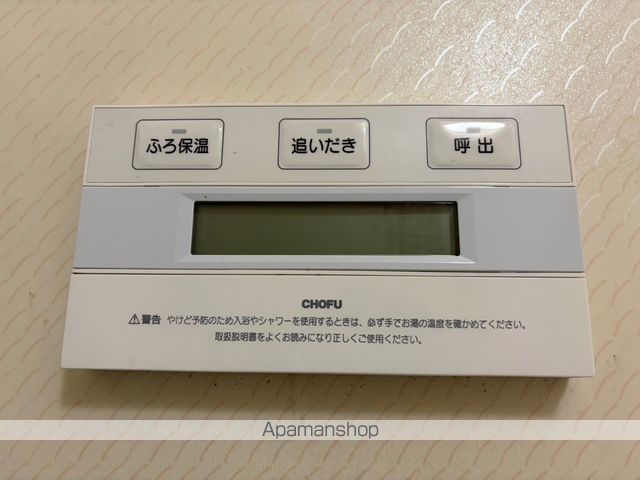 ふろ保温 追いだき 呼出
CHOFU
⚠警告 やけど予防のため入浴やシャワーを使用するときは、必ず手でお湯の温度を確かめてください。
取扱説明書をよくお読みになり正しくご使用ください。
Apamanshop